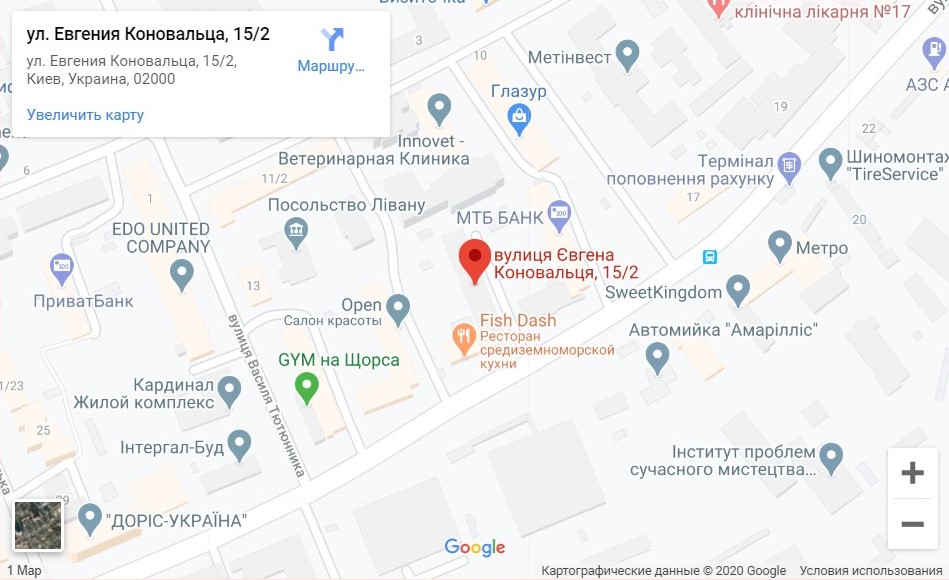 Визиточка
клінічна лікарня №17
ул. Евгения Коновальца, 15/2
ул. Евгения Коновальца, 15/2,
Киев, Украина, 02000
Маршру...
Увеличить карту
3
10
Метінвест
АЗС А
Глазур
19
Innovet -
Ветеринарная Клиника
22
6
11/2
Термінал
поповнення рахунку
Шиномонтаж
"TireService"
1
17
Посольство Лівану
МТБ БАНК
20
EDO UNITED
COMPANY
вулиця Євгена
Коновальця, 15/2
Метро
ПриватБанк
13
SweetKingdom
Open
Салон красоты
Fish Dash
Ресторан
средиземноморской
кухни
Автомийка "Амарілліс"
вулиця Василя Тютюнника
GYM на Щорса
1/23
Кардинал
Жилой комплекс
25
Інтергал-Буд
Інститут проблем
сучасного мистецтва...
"ДОРІС-УКРАЇНА"
Google
1 Мар
Картографические данные © 2020 Google
Условия использования